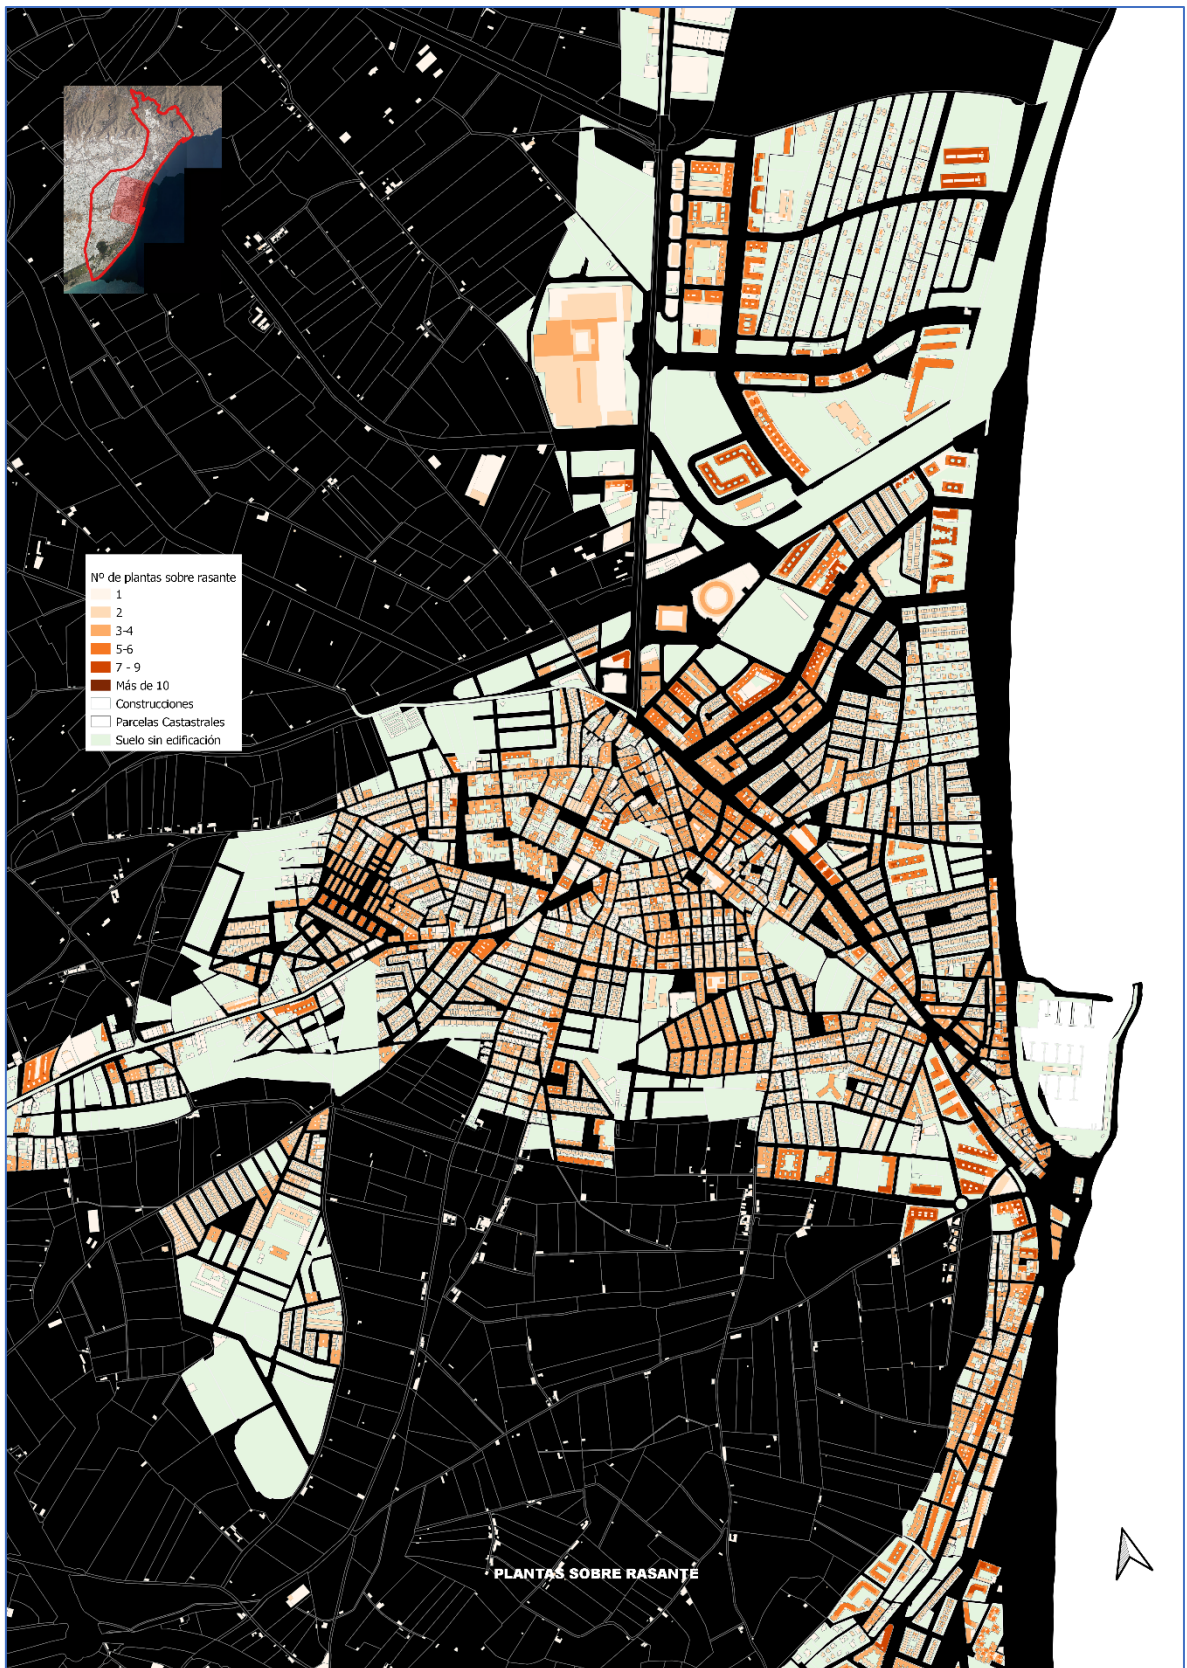 Nº de plantas sobre rasante
1
2
3-4
5-6
7 - 9
Más de 10
Construcciones
Parcelas Castastrales
Suelo sin edificación
PLANTAS SOBRE RASANTE